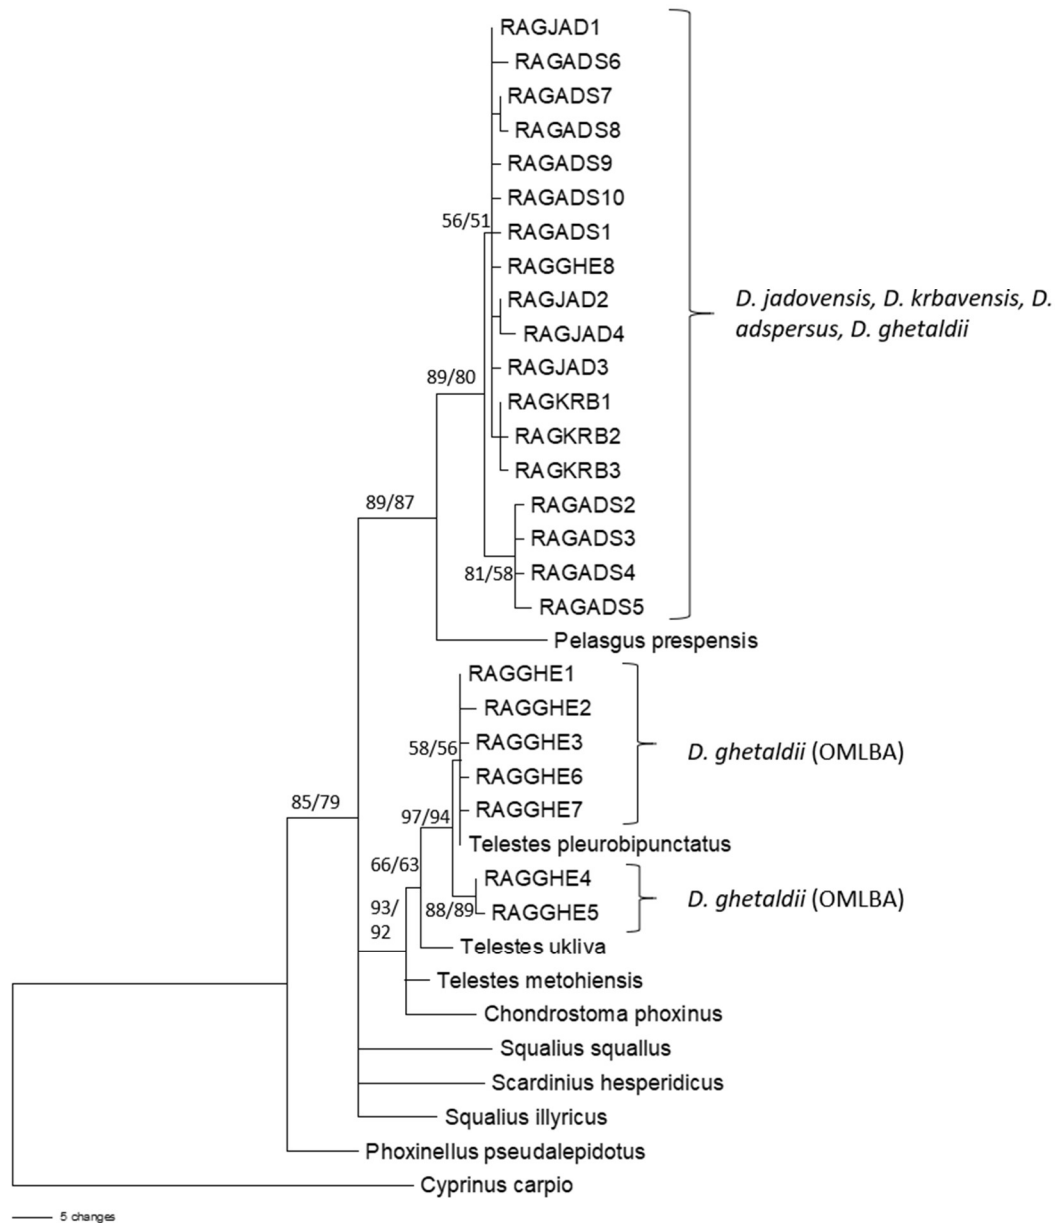 RAGJAD1
RAGADS6
RAGADS7
RAGADS8
RAGADS9
RAGADS10
56/51
RAGADS1
RAGGHE8
RAGJAD2
D. jadovensis, D. krbavensis, D.
adspersus, D. ghetaldii
RAGJAD4
RAGJAD3
89/80
RAGKRB1
RAGKRB2
RAGKRB3
89/87
RAGADS2
RAGADS3
RAGADS4
81/58
RAGADS5
Pelasgus prespensis
RAGGHE1
RAGGHE2
RAGGHE3
58/56
D. ghetaldii (OMLBA)
RAGGHE6
85/79
RAGGHE7
97/94
Telestes pleurobipunctatus
66/63
RAGGHE4
D. ghetaldii (OMLBA)
93/
92
88/89
RAGGHE5
Telestes ukliva
Telestes metohiensis
Chondrostoma phoxinus
Squalius squallus
Scardinius hesperidicus
Squalius illyricus
Phoxinellus pseudalepidotus
Cyprinus carpio
5 changes